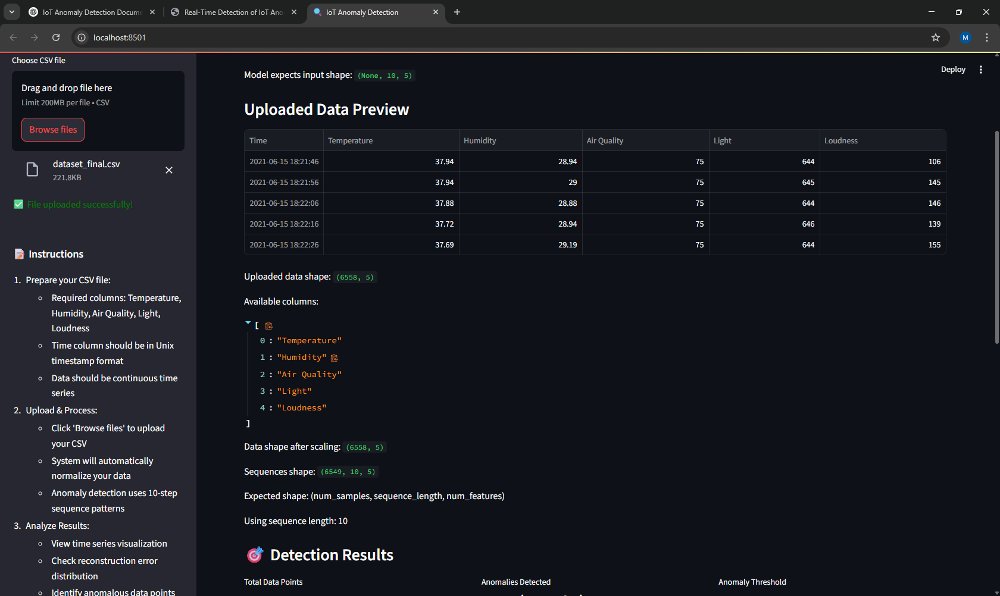 IoT Anomaly Detection Docume
Real-Time Detection of IoT Ano
IoT Anomaly Detection
localhost:8501
M
Choose CSV file
Drag and drop file here
Limit 200MB per file • CSV
Browse files
dataset_final.csv
221.8KB
File uploaded successfully!
Instructions
1. Prepare your CSV file:
Required columns: Temperature,
Humidity, Air Quality, Light,
Loudness
Time column should be in Unix
timestamp format
Data should be continuous time
series
2. Upload & Process:
Click 'Browse files' to upload
your CSV
System will automatically
normalize your data
Anomaly detection uses 10-step
sequence patterns
3. Analyze Results:
View time series visualization
Check reconstruction error
distribution
Identify anomalous data points
Deploy
Model expects input shape: (None, 10, 5)
Uploaded Data Preview
Time Temperature Humidity Air Quality Light Loudness
2021-06-15 18:21:46 37.94 28.94 75 644 106
2021-06-15 18:21:56 37.94 29 75 645 145
2021-06-15 18:22:06 37.88 28.88 75 644 146
2021-06-15 18:22:16 37.72 28.94 75 646 139
2021-06-15 18:22:26 37.69 29.19 75 644 155
Uploaded data shape: (6558, 5)
Available columns:
[
0 : "Temperature"
1 : "Humidity"
2 : "Air Quality"
3 : "Light"
4 : "Loudness"
]
Data shape after scaling: (6558, 5)
Sequences shape: (6549, 10, 5)
Expected shape: (num_samples, sequence_length, num_features)
Using sequence length: 10
Detection Results
Total Data Points Anomalies Detected Anomaly Threshold